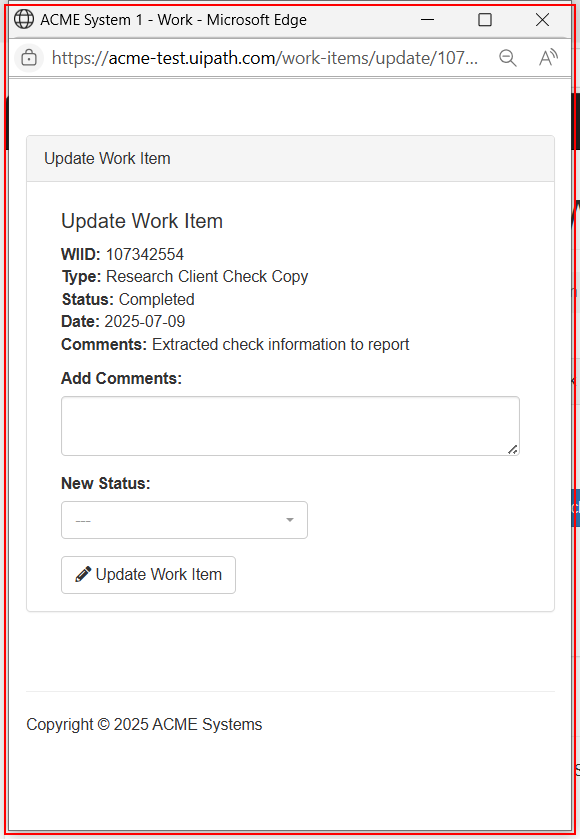 ACME System 1 - Work - Microsoft Edge
https://acme-test.uipath.com/work-items/update/107...
Update Work Item
Update Work Item
WIID: 107342554
Type: Research Client Check Copy
Status: Completed
Date: 2025-07-09
Comments: Extracted check information to report
Add Comments:
New Status:
---
Update Work Item
Copyright © 2025 ACME Systems